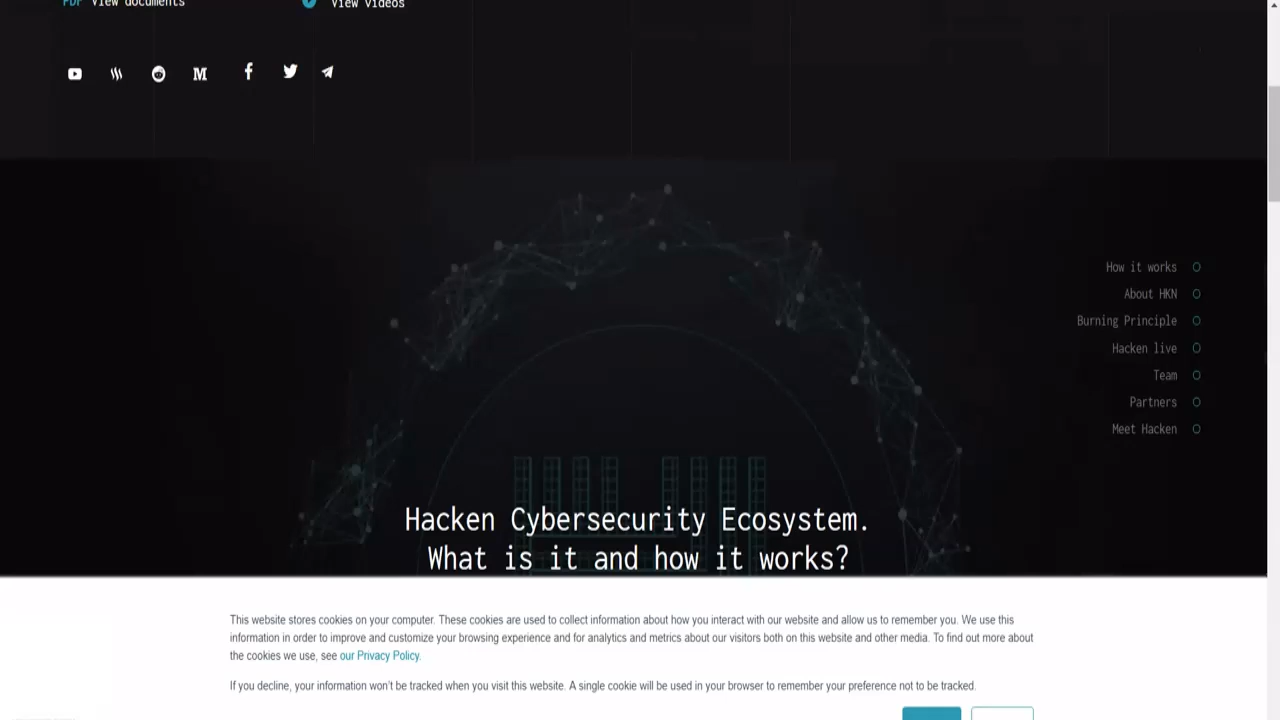 PDF View documents
View Videos
How it works
About HKN
Burning Principle
Hacken live
Team
Partners
Meet Hacken
Hacken Cybersecurity Ecosystem.
What is it and how it works?
This website stores cookies on your computer. These cookies are used to collect information about how you interact with our website and allow us to remember you. We use this
information in order to improve and customize your browsing experience and for analytics and metrics about our visitors both on this website and other media. To find out more about
the cookies we use, see our Privacy Policy.
If you decline, your information won't be tracked when you visit this website. A single cookie will be used in your browser to remember your preference not to be tracked.